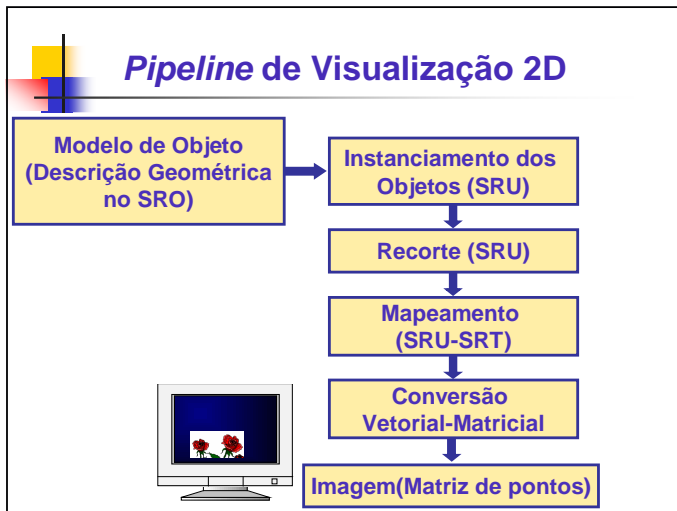 Pipeline de Visualização 2D
Modelo de Objeto
(Descrição Geométrica
no SRO)
Instanciamento dos
Objetos (SRU)
Recorte (SRU)
Mapeamento
(SRU-SRT)
Conversão
Vetorial-Matricial
Imagem(Matriz de pontos)